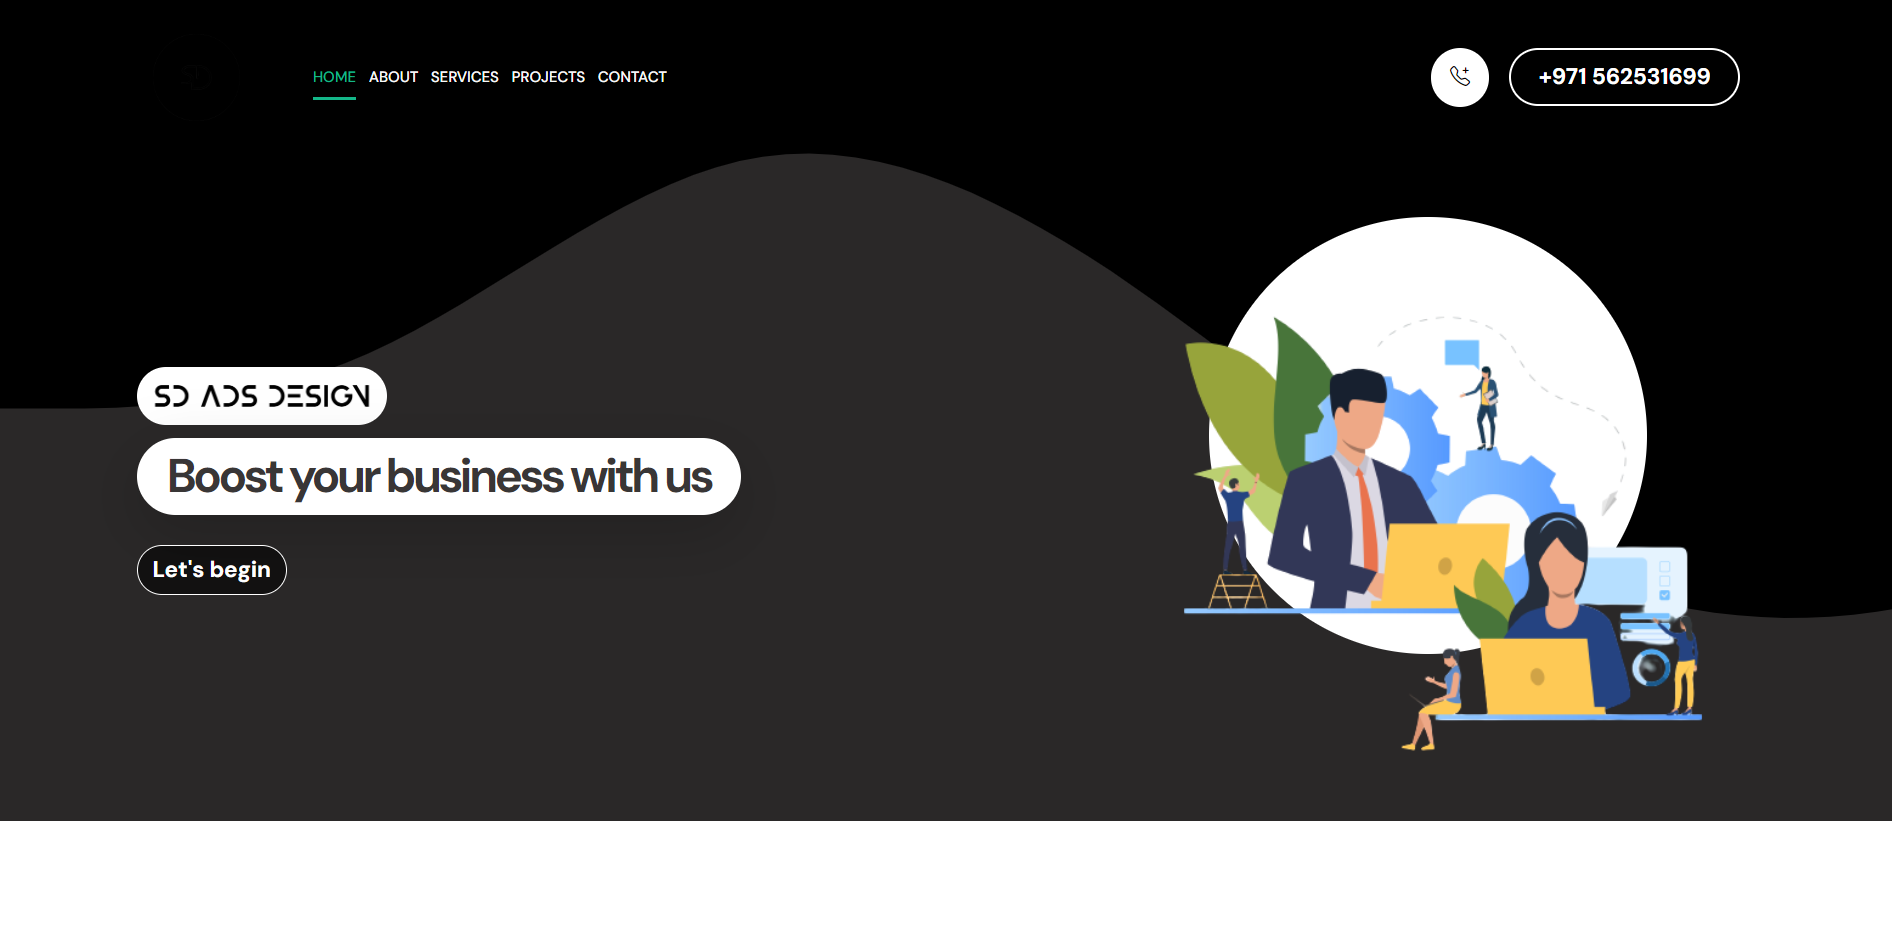 HOME ABOUT SERVICES PROJECTS CONTACT
+971 562531699
SD ADS DESIGN
Boost your business with us
Let's begin